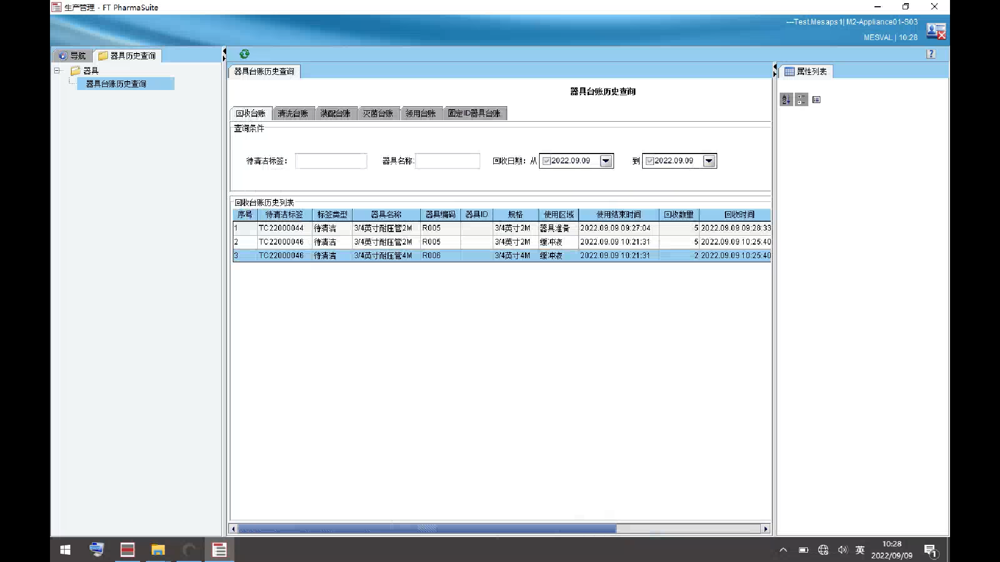 生产管理 - FT PharmaSuite
---Test.Mesaps1| M2-Appliance01-S03
MESVAL | 10:28
导航 器具历史查询
器具
器具台账历史查询
器具台账历史查询
属性列表
器具台账历史查询
回收台账 清洗台账 装配台账 灭菌台账 领用台账 固定ID器具台账
查询条件
待清洁标签： 器具名称: 回收日期：从 2022.09.09 到 2022.09.09
回收台账历史列表
序号 待清洁标签 标签类型 器具名称 器具编码 器具ID 规格 使用区域 使用结束时间 回收数量 回收时间
1 TC22000044 待清洁 3/4英寸耐压管2M R005 3/4英寸2M 器具准备 2022.09.09 09:27:04 5 2022.09.09 09:28:33
2 TC22000046 待清洁 3/4英寸耐压管2M R005 3/4英寸2M 缓冲液 2022.09.09 10:21:31 5 2022.09.09 10:25:40
3 TC22000046 待清洁 3/4英寸耐压管4M R006 3/4英寸4M 缓冲液 2022.09.09 10:21:31 2 2022.09.09 10:25:40
英
10:28
2022/09/09
1